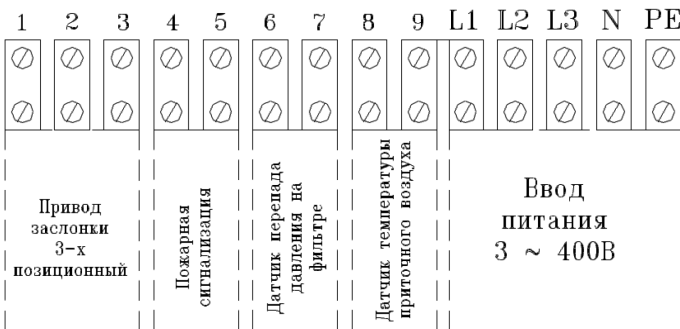 1 2 3 4 5 6 7 8 9 L1 L2 L3 N PE
Привод
заслонки
3-х
позиционный
Пожарная
сигнализация
Датчик перепада
давления на
фильтре
Датчик температуры
приточного воздуха
Ввод
питания
3 ~ 400В